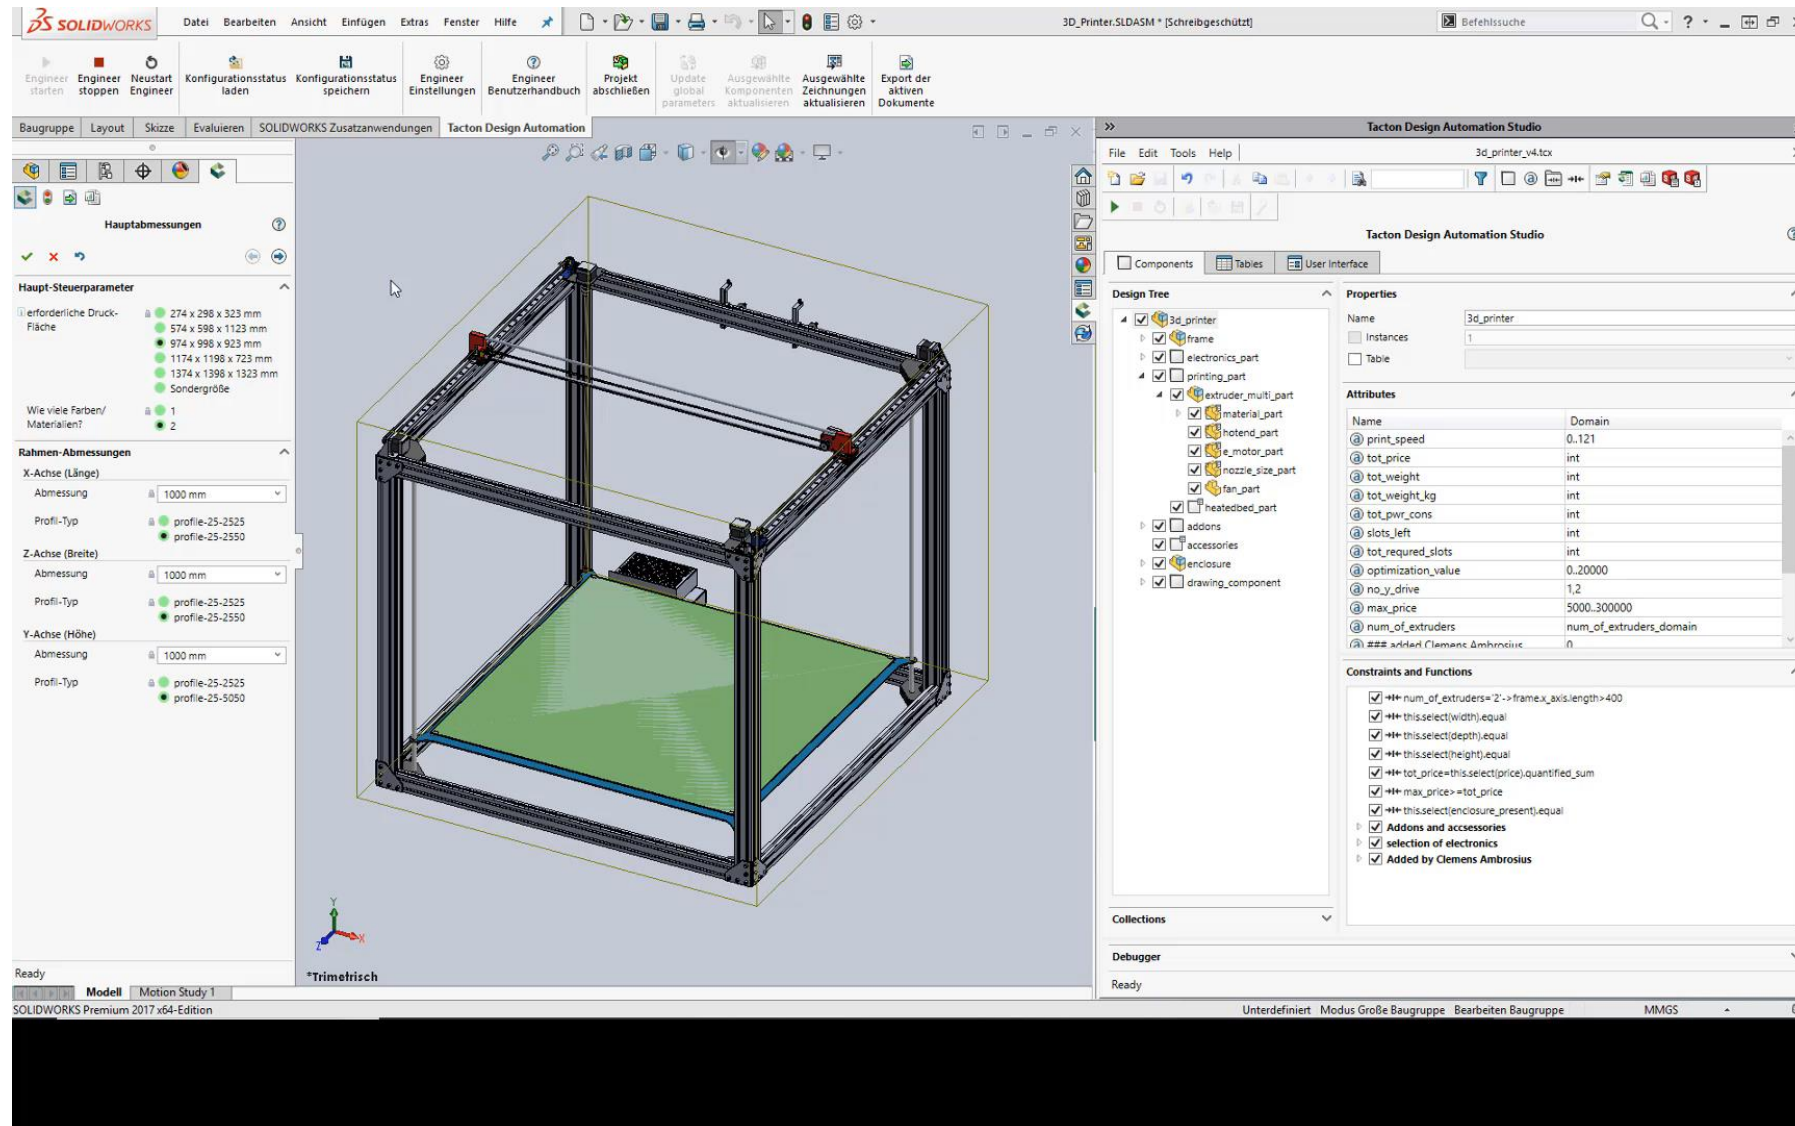 SOLIDWORKS
Datei Bearbeiten Ansicht Einfügen Extras Fenster Hilfe
3D_Printer.SLDASM * [Schreibgeschützt]
Befehlssuche
Engineer starten
Engineer stoppen
Neustart Engineer
Konfigurationsstatus laden
Konfigurationsstatus speichern
Engineer Einstellungen
Engineer Benutzerhandbuch
Projekt abschließen
Update global parameters
Ausgewählte Komponenten aktualisieren
Ausgewählte Zeichnungen aktualisieren
Export der aktiven Dokumente
Baugruppe Layout Skizze Evaluieren SOLIDWORKS Zusatzanwendungen Tacton Design Automation
Hauptabmessungen
Haupt-Steuerparameter
erforderliche Druck-Fläche
274 x 298 x 323 mm
574 x 598 x 1123 mm
974 x 998 x 923 mm
1174 x 1198 x 723 mm
1374 x 1398 x 1323 mm
Sondergröße
Wie viele Farben/ Materialien?
1
2
Rahmen-Abmessungen
X-Achse (Länge)
Abmessung 1000 mm
Profil-Typ profile-25-2525
profile-25-2550
Z-Achse (Breite)
Abmessung 1000 mm
Profil-Typ profile-25-2525
profile-25-2550
Y-Achse (Höhe)
Abmessung 1000 mm
Profil-Typ profile-25-2525
profile-25-5050
Ready
Y
X
Z
*Trimetrisch
Modell Motion Study 1
SOLIDWORKS Premium 2017 x64-Edition
Tacton Design Automation Studio
File Edit Tools Help
3d_printer_v4.tcx
Tacton Design Automation Studio
Components Tables User Interface
Design Tree
3d_printer
frame
electronics_part
printing_part
extruder_multi_part
material_part
hotend_part
e_motor_part
nozzle_size_part
fan_part
heatedbed_part
addons
accessories
enclosure
drawing_component
Collections
Debugger
Ready
Properties
Name 3d_printer
Instances 1
Table
Attributes
Name Domain
print_speed 0..121
tot_price int
tot_weight int
tot_weight_kg int
tot_pwr_cons int
slots_left int
tot_requred_slots int
optimization_value 0..20000
no_y_drive 1,2
max_price 5000..300000
num_of_extruders num_of_extruders_domain
### added Clemens Ambrosius 0
Constraints and Functions
num_of_extruders='2'->frame.x_axis.length>400
this.select(width).equal
this.select(depth).equal
this.select(height).equal
tot_price=this.select(price).quantified_sum
max_price>=tot_price
this.select(enclosure_present).equal
Addons and accsessories
selection of electronics
Added by Clemens Ambrosius
Unterdefiniert Modus Große Baugruppe Bearbeiten Baugruppe MMGS